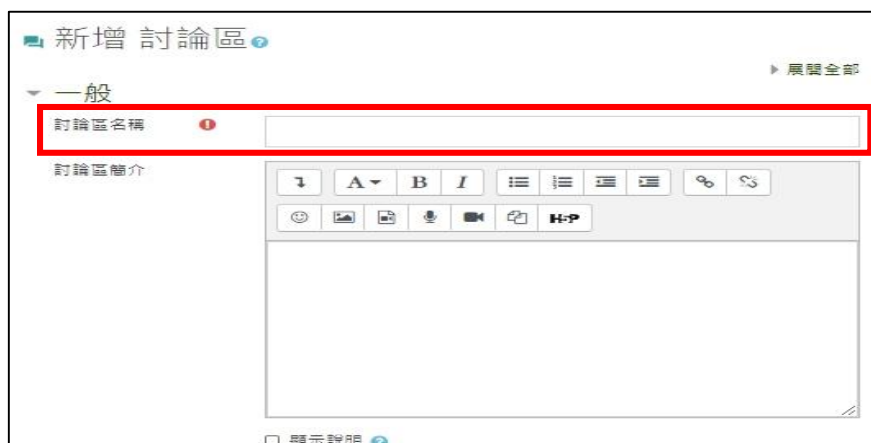 新增 討論區
展開全部
一般
討論區名稱
討論區簡介
A B I
H-P
顯示說明